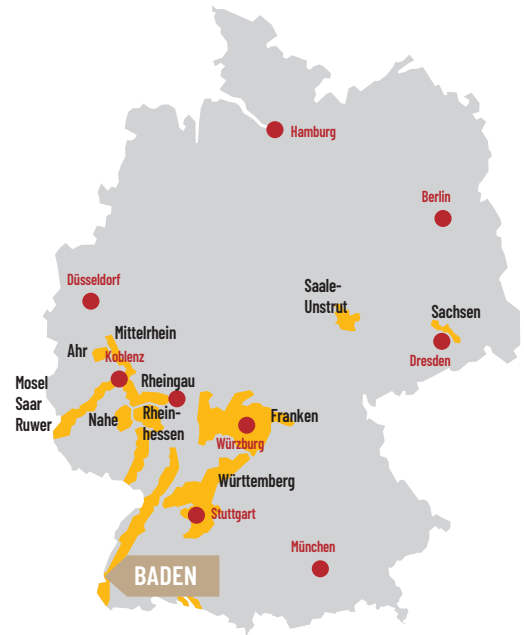 Hamburg
Berlin
Düsseldorf
Saale-
Unstrut
Sachsen
Mittelrhein
Ahr
Koblenz
Dresden
Rheingau
Mosel
Saar
Ruwer
Nahe
Rhein-
hessen
Franken
Würzburg
Württemberg
Stuttgart
München
BADEN